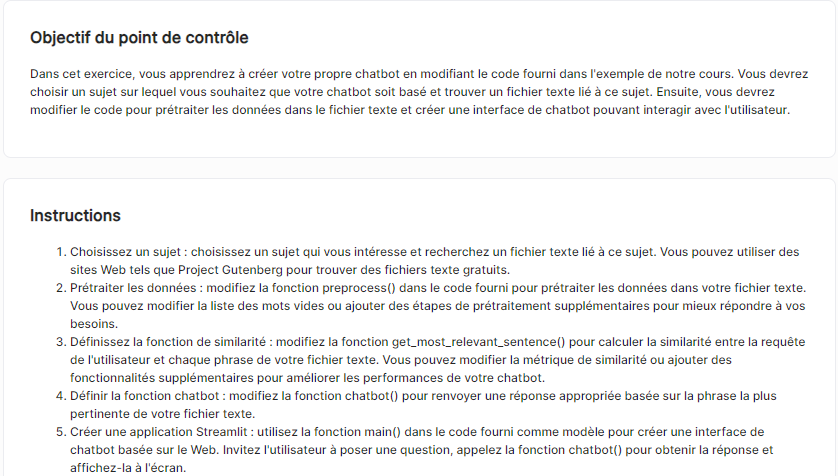 Objectif du point de contrôle
Dans cet exercice, vous apprendrez à créer votre propre chatbot en modifiant le code fourni dans l'exemple de notre cours. Vous devrez
choisir un sujet sur lequel vous souhaitez que votre chatbot soit basé et trouver un fichier texte lié à ce sujet. Ensuite, vous devrez
modifier le code pour prétraiter les données dans le fichier texte et créer une interface de chatbot pouvant interagir avec l'utilisateur.
Instructions
1. Choisissez un sujet : choisissez un sujet qui vous intéresse et recherchez un fichier texte lié à ce sujet. Vous pouvez utiliser des
sites Web tels que Project Gutenberg pour trouver des fichiers texte gratuits.
2. Prétraiter les données : modifiez la fonction preprocess() dans le code fourni pour prétraiter les données dans votre fichier texte.
Vous pouvez modifier la liste des mots vides ou ajouter des étapes de prétraitement supplémentaires pour mieux répondre à vos
besoins.
3. Définissez la fonction de similarité : modifiez la fonction get_most_relevant_sentence() pour calculer la similarité entre la requête
de l'utilisateur et chaque phrase de votre fichier texte. Vous pouvez modifier la métrique de similarité ou ajouter des
fonctionnalités supplémentaires pour améliorer les performances de votre chatbot.
4. Définir la fonction chatbot : modifiez la fonction chatbot() pour renvoyer une réponse appropriée basée sur la phrase la plus
pertinente de votre fichier texte.
5. Créer une application Streamlit : utilisez la fonction main() dans le code fourni comme modèle pour créer une interface de
chatbot basée sur le Web. Invitez l'utilisateur à poser une question, appelez la fonction chatbot() pour obtenir la réponse et
affichez-la à l'écran.